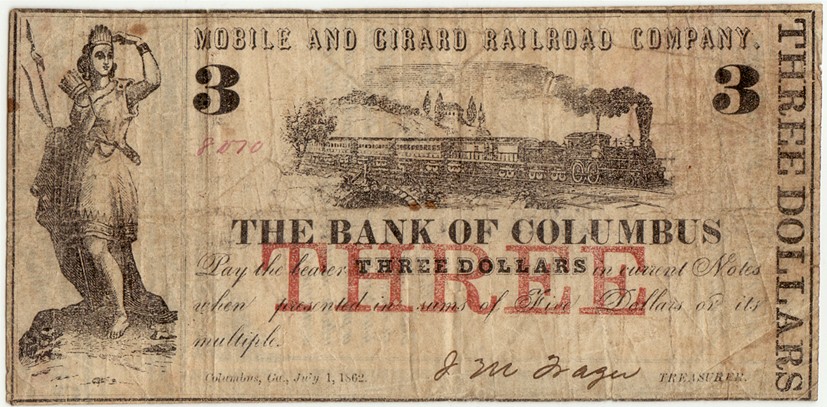 MOBILE AND GIRARD RAILROAD COMPANY.
3 3
8070
THE BANK OF COLUMBUS
THREE
Pay the bearer THREE DOLLARS in current Notes
when presented in sums of Five Dollars or its
multiple.
Columbus, Ga., July 1, 1862.
J M Frazer TREASURER.
THREE DOLLARS